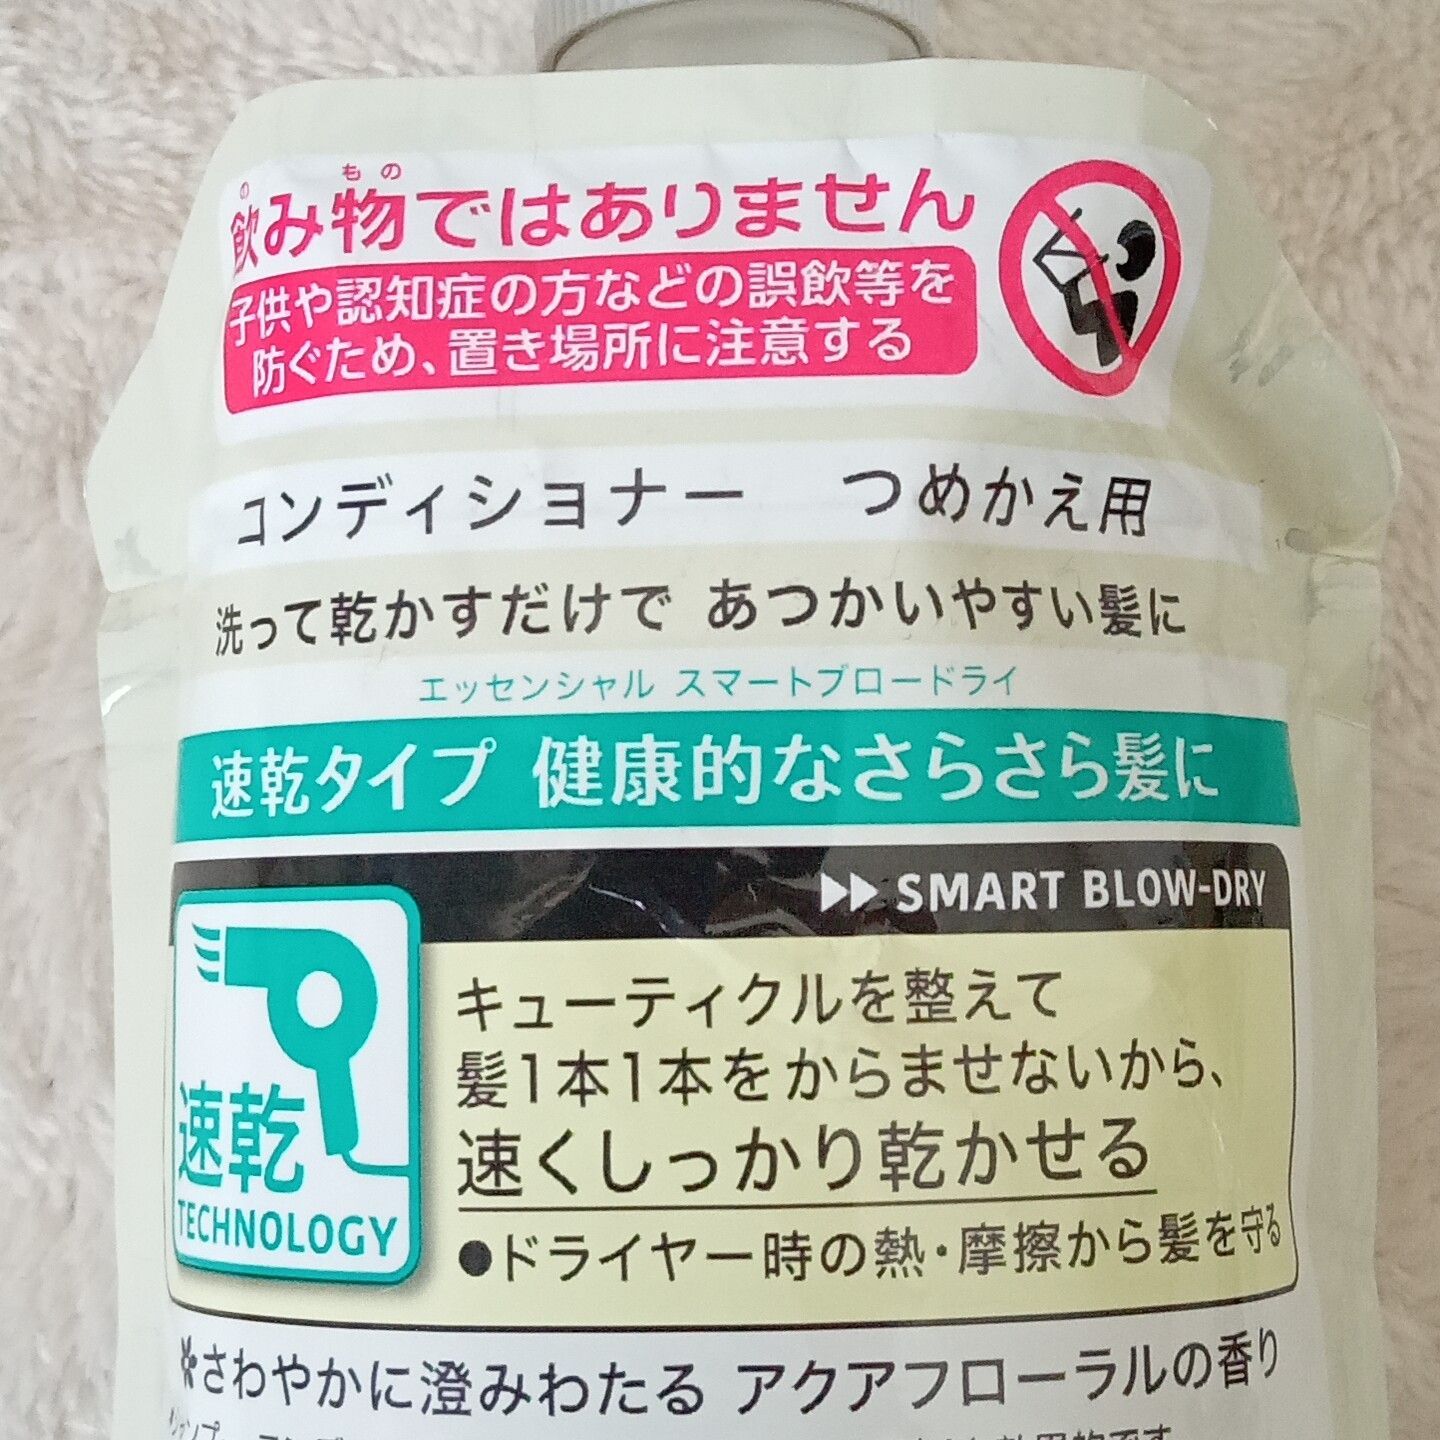 飲み物ではありません
子供や認知症の方などの誤飲等を
防ぐため、置き場所に注意する
コンディショナー つめかえ用
洗って乾かすだけで あつかいやすい髪に
エッセンシャル スマートブロードライ
速乾タイプ 健康的なさらさら髪に
SMART BLOW-DRY
キューティクルを整えて
髪1本1本をからませないから、
速くしっかり乾かせる
●ドライヤー時の熱・摩擦から髪を守る
速乾
TECHNOLOGY
*さわやかに澄みわたる アクアフローラルの香り